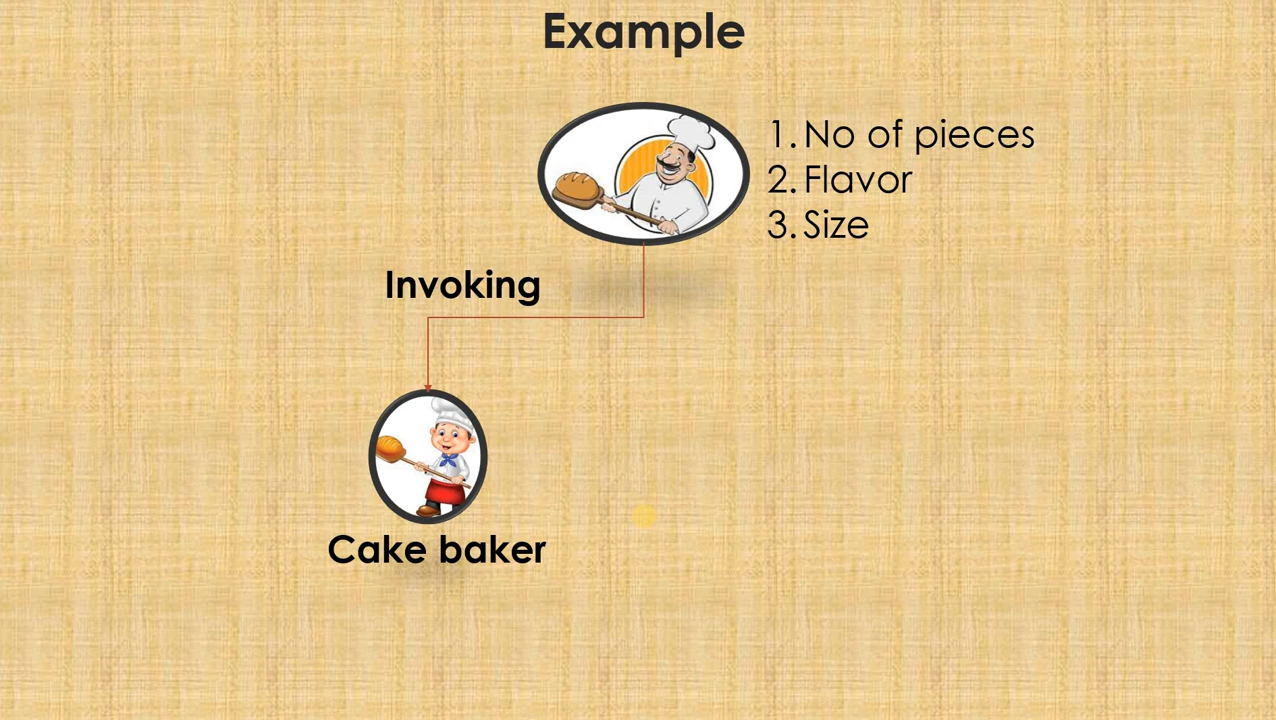 Example
1. No of pieces
2. Flavor
3. Size
Invoking
Cake baker